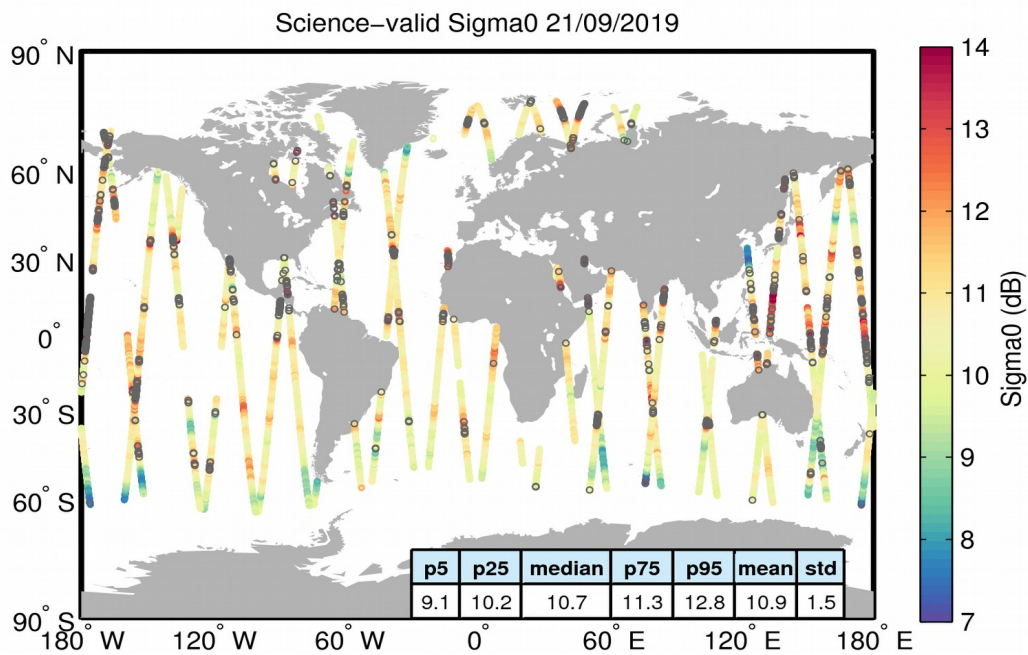 Science−valid Sigma0 21/09/2019
90° N
60° N
30° N
0°
30° S
60° S
90° S
180° W
120° W
60° W
0°
60° E
120° E
180° E
14
13
12
11
10
9
8
7
Sigma0 (dB)
p5 p25 median p75 p95 mean std
9.1 10.2 10.7 11.3 12.8 10.9 1.5